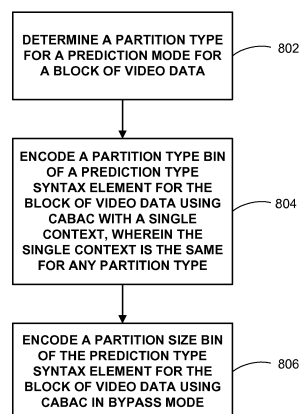 DETERMINE A PARTITION TYPE
FOR A PREDICTION MODE FOR
A BLOCK OF VIDEO DATA
802
ENCODE A PARTITION TYPE BIN
OF A PREDICTION TYPE
SYNTAX ELEMENT FOR THE
BLOCK OF VIDEO DATA USING
CABAC WITH A SINGLE
CONTEXT, WHEREIN THE
SINGLE CONTEXT IS THE SAME
FOR ANY PARTITION TYPE
804
ENCODE A PARTITION SIZE BIN
OF THE PREDICTION TYPE
SYNTAX ELEMENT FOR THE
BLOCK OF VIDEO DATA USING
CABAC IN BYPASS MODE
806